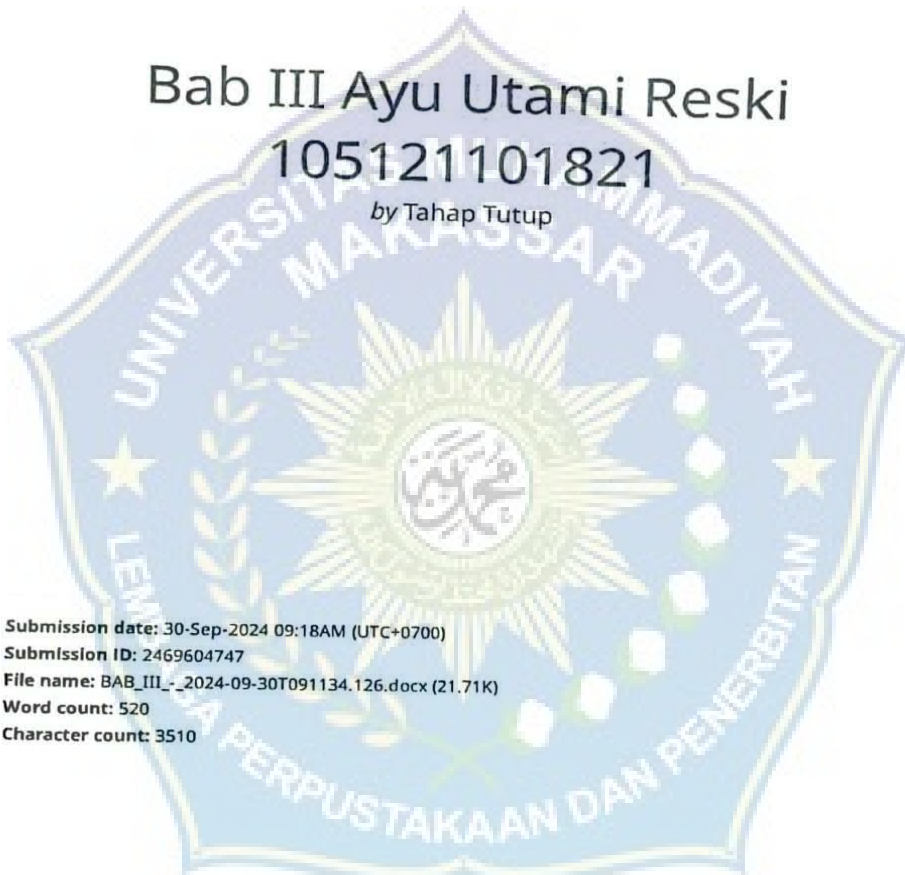 Bab III Ayu Utami Reski
105121101821
by Tahap Tutup
UNIVERSITAS MUHAMMADIYAH
MAKASSAR
Submission date: 30-Sep-2024 09:18AM (UTC+0700)
Submission ID: 2469604747
File name: BAB_III_-_2024-09-30T091134.126.docx (21.71K)
Word count: 520
Character count: 3510
LEMBAGA PERPUSTAKAAN DAN PENERBITAN